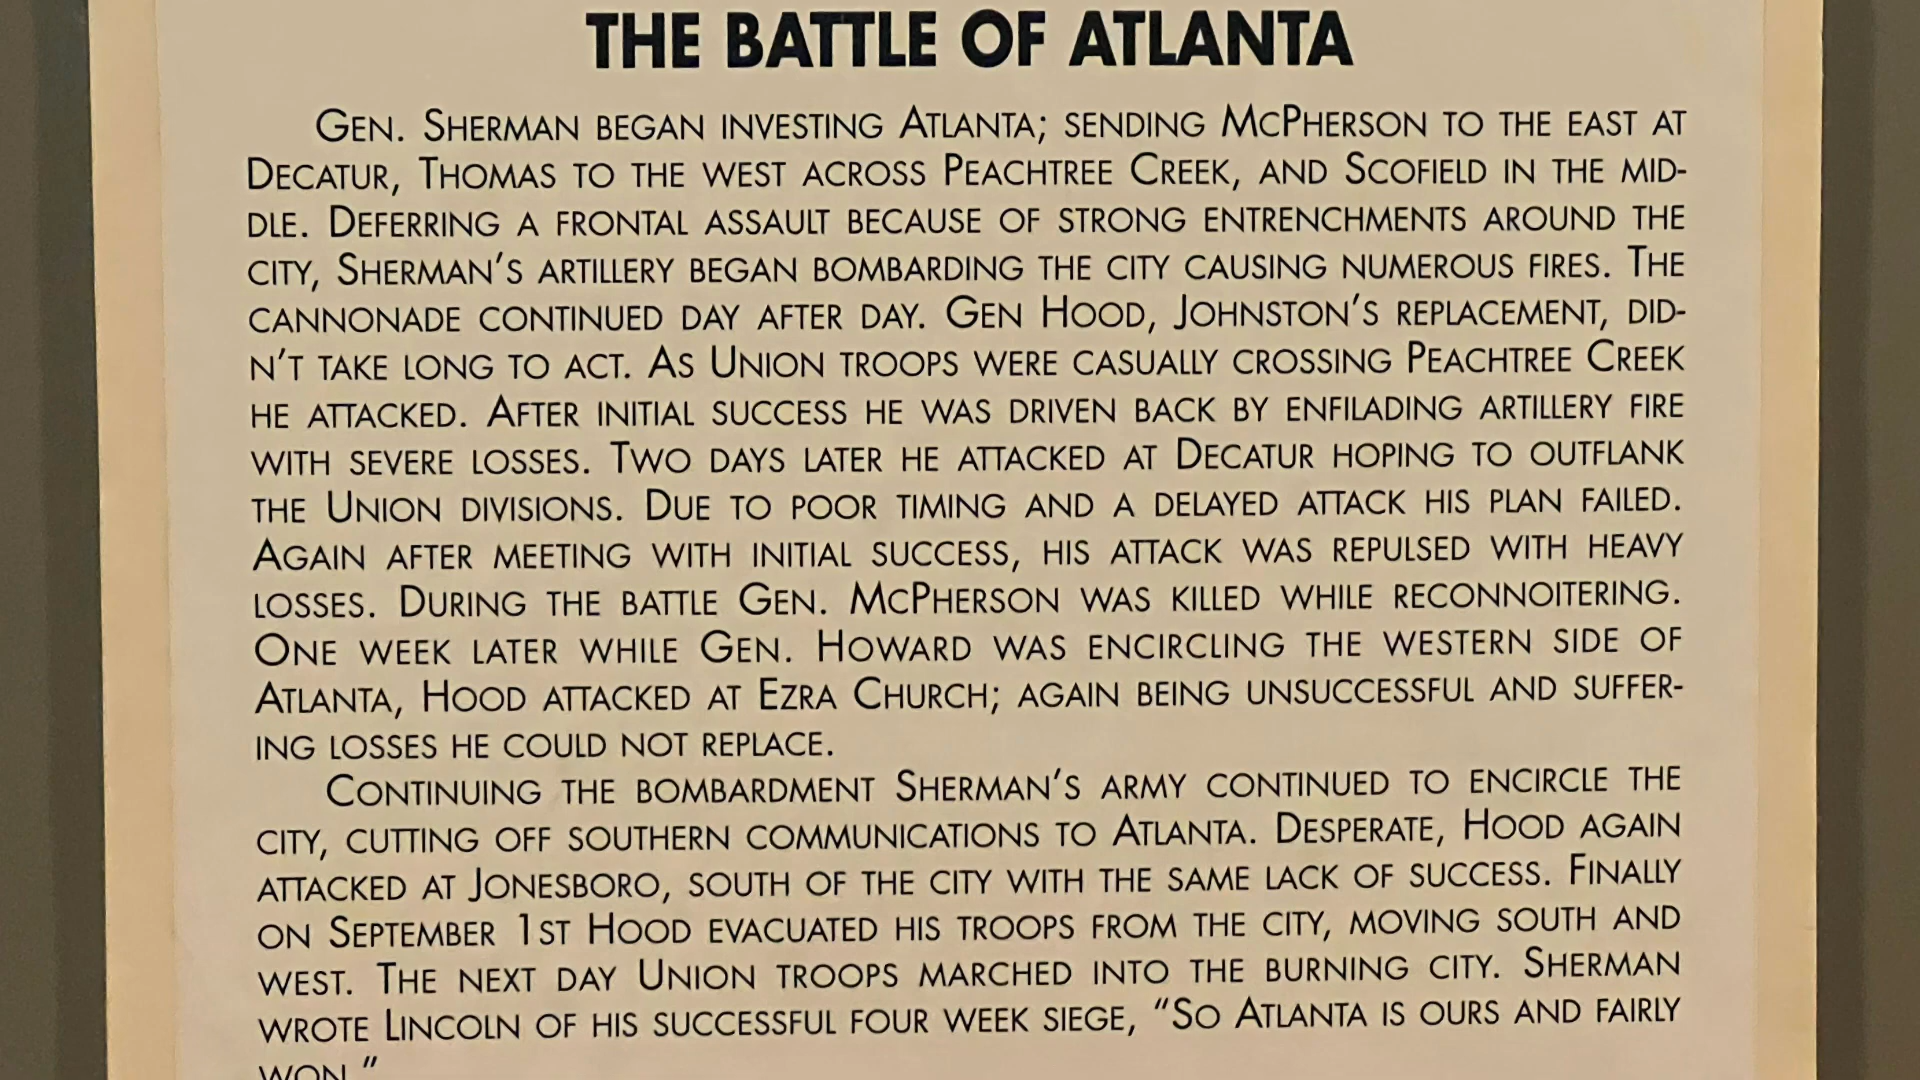 THE BATTLE OF ATLANTA
GEN. SHERMAN BEGAN INVESTING ATLANTA; SENDING MCPHERSON TO THE EAST AT
DECATUR, THOMAS TO THE WEST ACROSS PEACHTREE CREEK, AND SCOFIELD IN THE MID-
DLE. DEFERRING A FRONTAL ASSAULT BECAUSE OF STRONG ENTRENCHMENTS AROUND THE
CITY, SHERMAN'S ARTILLERY BEGAN BOMBARDING THE CITY CAUSING NUMEROUS FIRES. THE
CANNONADE CONTINUED DAY AFTER DAY. GEN HOOD, JOHNSTON'S REPLACEMENT, DID-
N'T TAKE LONG TO ACT. AS UNION TROOPS WERE CASUALLY CROSSING PEACHTREE CREEK
HE ATTACKED. AFTER INITIAL SUCCESS HE WAS DRIVEN BACK BY ENFILADING ARTILLERY FIRE
WITH SEVERE LOSSES. TWO DAYS LATER HE ATTACKED AT DECATUR HOPING TO OUTFLANK
THE UNION DIVISIONS. DUE TO POOR TIMING AND A DELAYED ATTACK HIS PLAN FAILED.
AGAIN AFTER MEETING WITH INITIAL SUCCESS, HIS ATTACK WAS REPULSED WITH HEAVY
LOSSES. DURING THE BATTLE GEN. MCPHERSON WAS KILLED WHILE RECONNOITERING.
ONE WEEK LATER WHILE GEN. HOWARD WAS ENCIRCLING THE WESTERN SIDE OF
ATLANTA, HOOD ATTACKED AT EZRA CHURCH; AGAIN BEING UNSUCCESSFUL AND SUFFER-
ING LOSSES HE COULD NOT REPLACE.
CONTINUING THE BOMBARDMENT SHERMAN'S ARMY CONTINUED TO ENCIRCLE THE
CITY, CUTTING OFF SOUTHERN COMMUNICATIONS TO ATLANTA. DESPERATE, HOOD AGAIN
ATTACKED AT JONESBORO, SOUTH OF THE CITY WITH THE SAME LACK OF SUCCESS. FINALLY
ON SEPTEMBER 1ST HOOD EVACUATED HIS TROOPS FROM THE CITY, MOVING SOUTH AND
WEST. THE NEXT DAY UNION TROOPS MARCHED INTO THE BURNING CITY. SHERMAN
WROTE LINCOLN OF HIS SUCCESSFUL FOUR WEEK SIEGE, "SO ATLANTA IS OURS AND FAIRLY
WON."